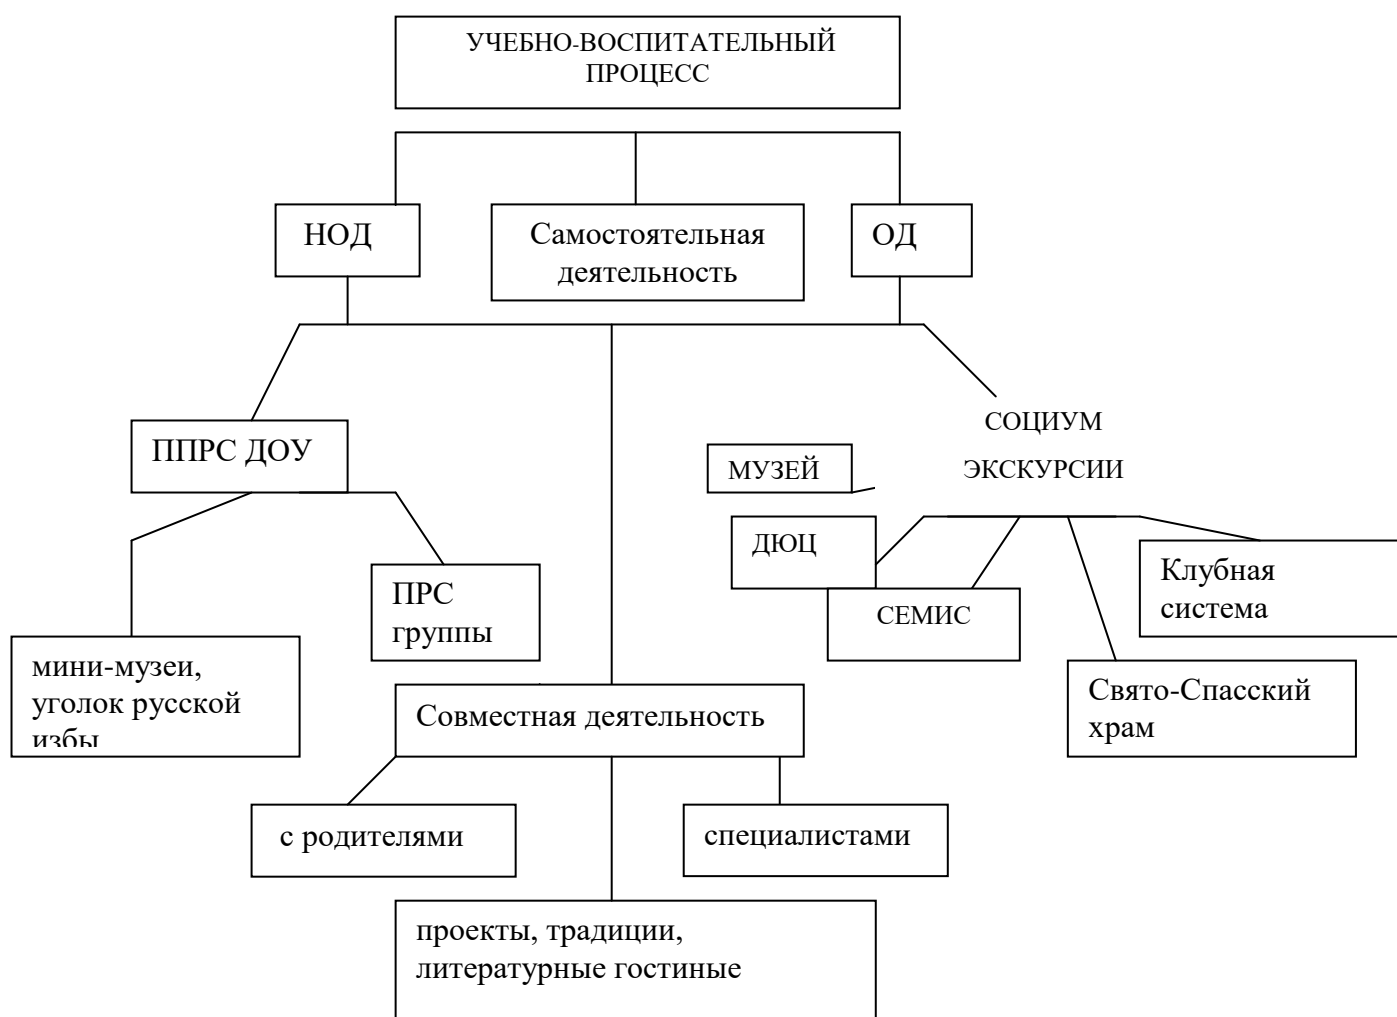 УЧЕБНО-ВОСПИТАТЕЛЬНЫЙ
ПРОЦЕСС
НОД
Самостоятельная
деятельность
ОД
ППРС ДОУ
СОЦИУМ
МУЗЕЙ
ЭКСКУРСИИ
ДЮЦ
СЕМИС
Клубная
система
ПРС
группы
мини-музеи,
уголок русской
избы
Свято-Спасский
храм
Совместная деятельность
с родителями
специалистами
проекты, традиции,
литературные гостиные